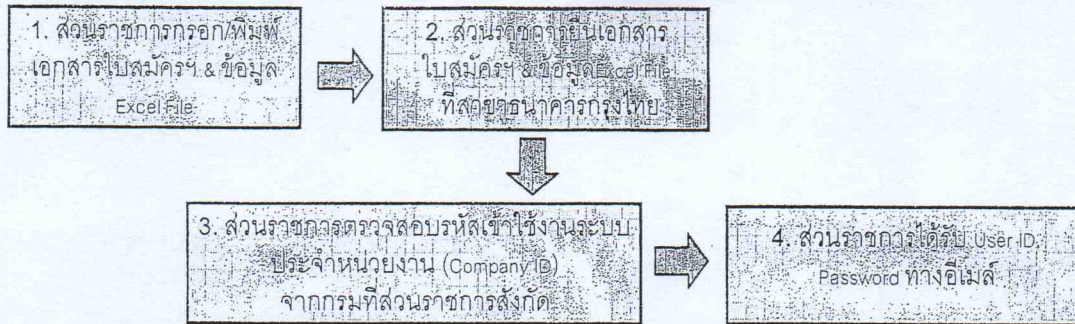 1. ส่วนราชการกรอก/พิมพ์
เอกสารใบสมัครฯ & ข้อมูล
Excel File
2. ส่วนราชการยื่นเอกสาร
ใบสมัครฯ & ข้อมูล Excel File
ที่สาขาธนาคารกรุงไทย
3. ส่วนราชการตรวจสอบรหัสเข้าใช้งานระบบ
ประจำหน่วยงาน (Company ID)
จากกรมที่ส่วนราชการสังกัด
4. ส่วนราชการได้รับ User ID,
Password ทางอีเมล์